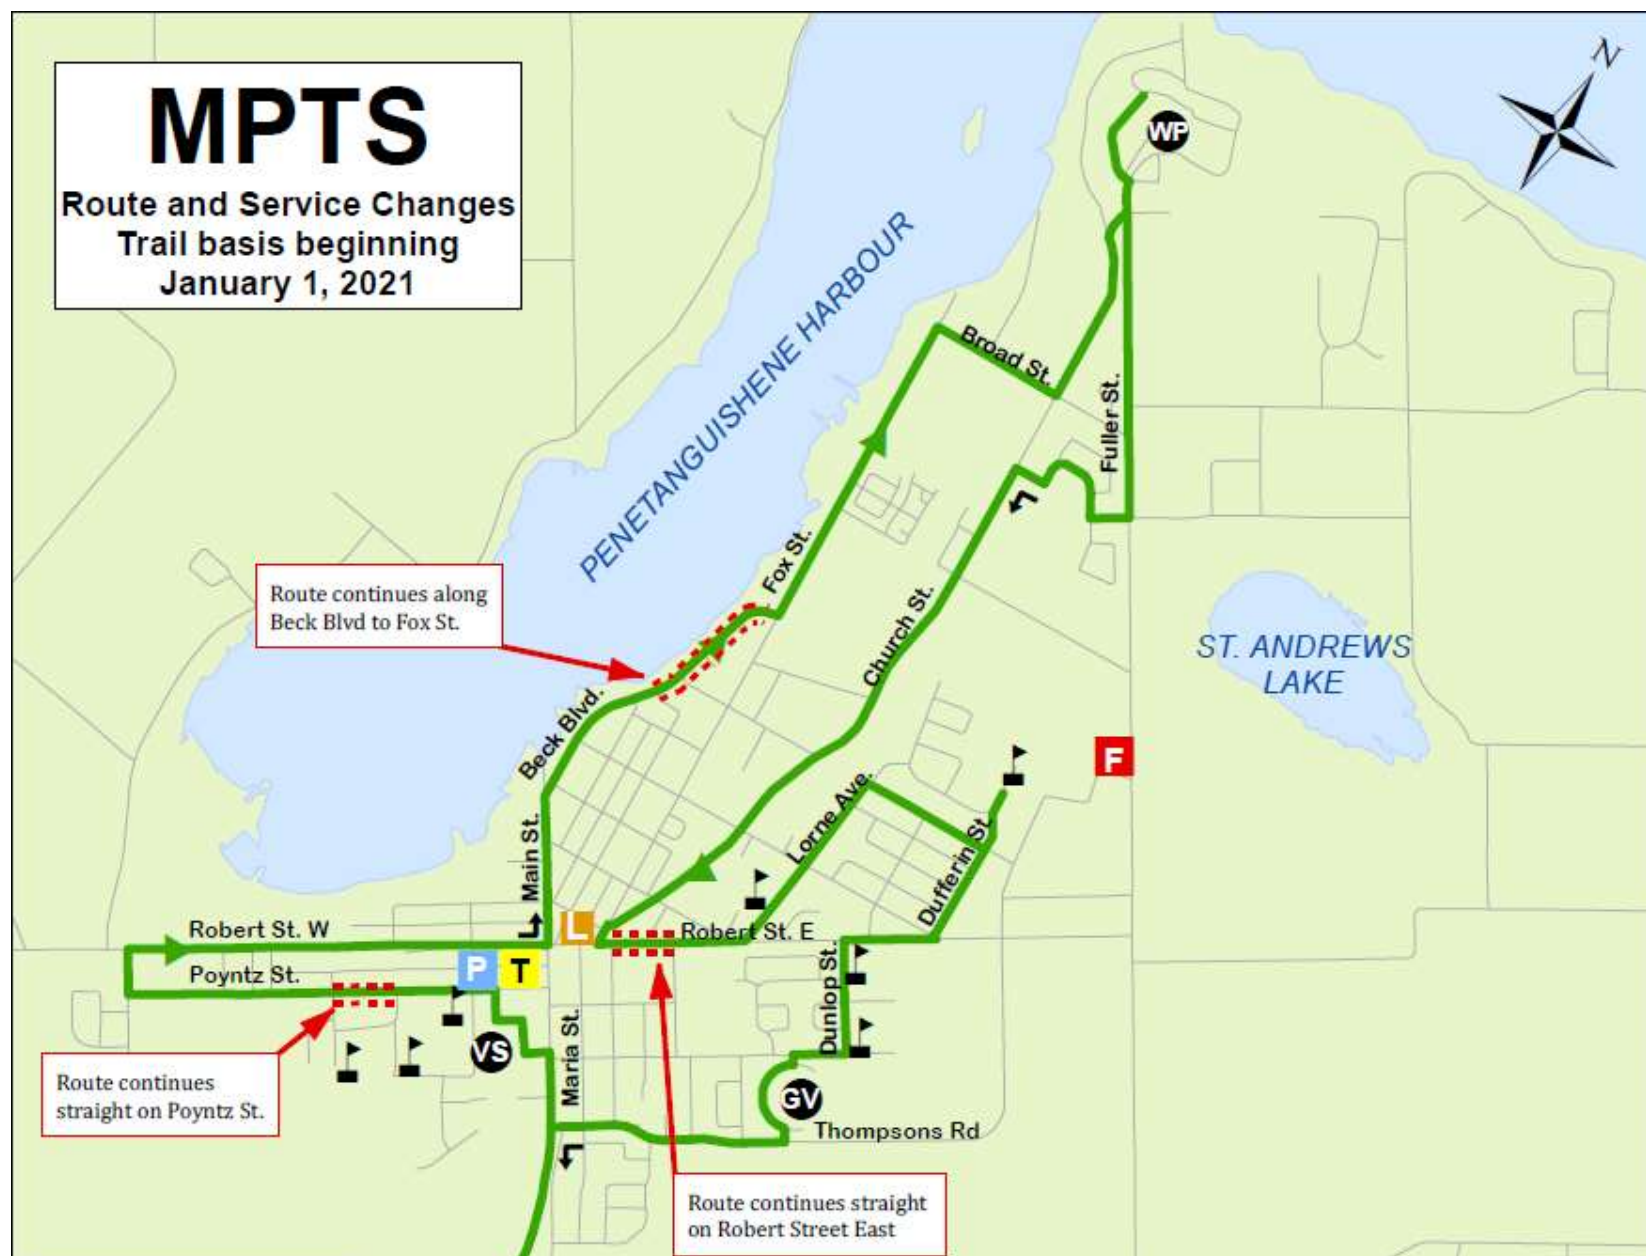 MPTS
Route and Service Changes
Trail basis beginning
January 1, 2021
N
WP
PENETANGUISHENE HARBOUR
Broad St.
Fuller St.
Fox St.
Route continues along
Beck Blvd to Fox St.
Church St.
ST. ANDREWS
LAKE
Beck Blvd.
F
Lorne Ave.
Main St.
Dufferin St.
L
Robert St. W
Robert St. E
Poyntz St.
P
T
Dunlop St.
VS
Maria St.
Route continues
straight on Poyntz St.
GV
Thompsons Rd
Route continues straight
on Robert Street East